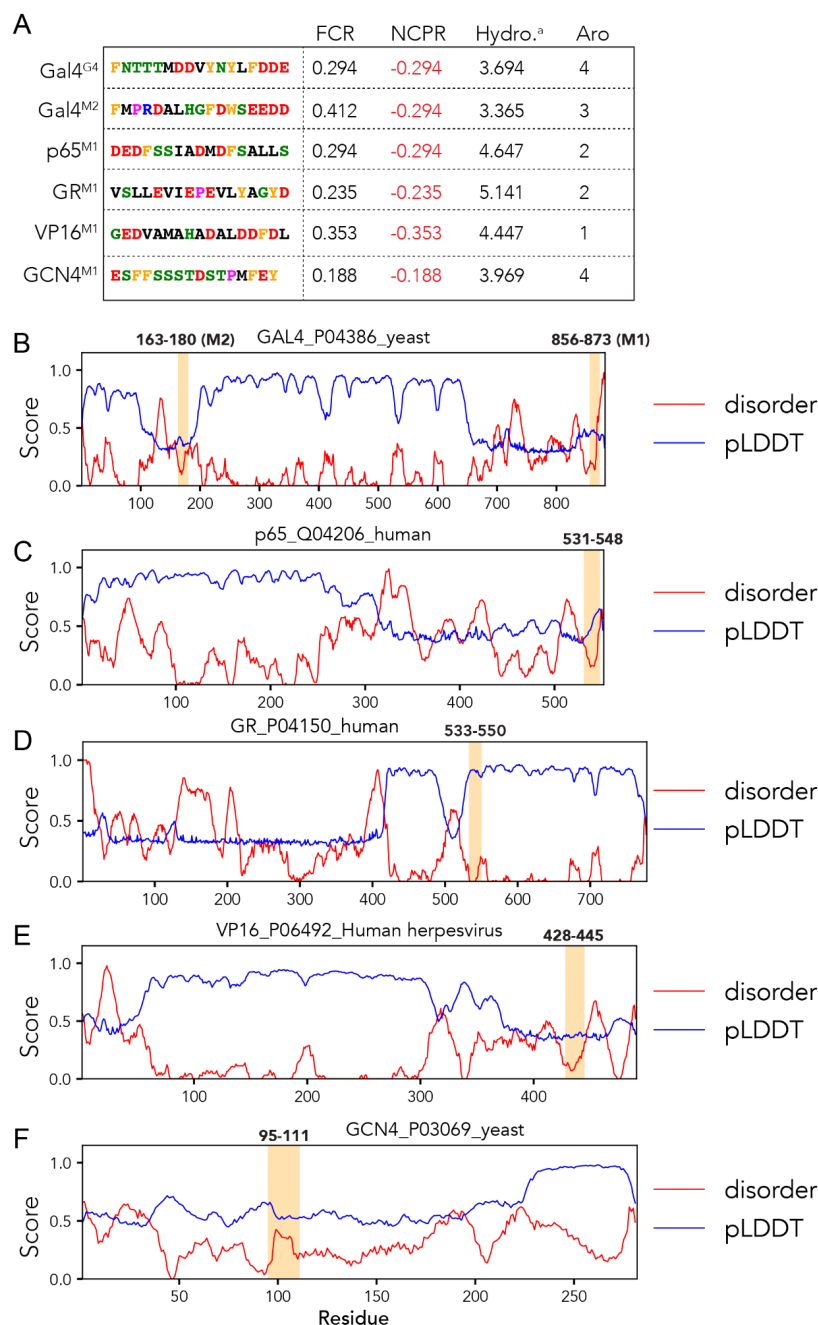 A
FCR NCPR Hydro.ᵃ Aro
Gal4ᴳ⁴ FNTTTMDDVYNYLFDDE 0.294 -0.294 3.694 4
Gal4ᴹ² FMPRDALHGFDWSEEDD 0.412 -0.294 3.365 3
p65ᴹ¹ DEDFSSIADMDFSALLS 0.294 -0.294 4.647 2
GRᴹ¹ VSLLEVIEPEVLYAGYD 0.235 -0.235 5.141 2
VP16ᴹ¹ GEDVAMAHADALDDFDL 0.353 -0.353 4.447 1
GCN4ᴹ¹ ESFFSSSTDSTPMFEY 0.188 -0.188 3.969 4
B
163-180 (M2) GAL4_P04386_yeast 856-873 (M1)
Score
1.0
0.5
0.0
100 200 300 400 500 600 700 800
disorder
pLDDT
C
p65_Q04206_human 531-548
Score
1.0
0.5
0.0
100 200 300 400 500
disorder
pLDDT
D
GR_P04150_human 533-550
Score
1.0
0.5
0.0
100 200 300 400 500 600 700
disorder
pLDDT
E
VP16_P06492_Human herpesvirus 428-445
Score
1.0
0.5
0.0
100 200 300 400
disorder
pLDDT
F
95-111 GCN4_P03069_yeast
Score
1.0
0.5
0.0
50 100 150 200 250
disorder
pLDDT
Residue